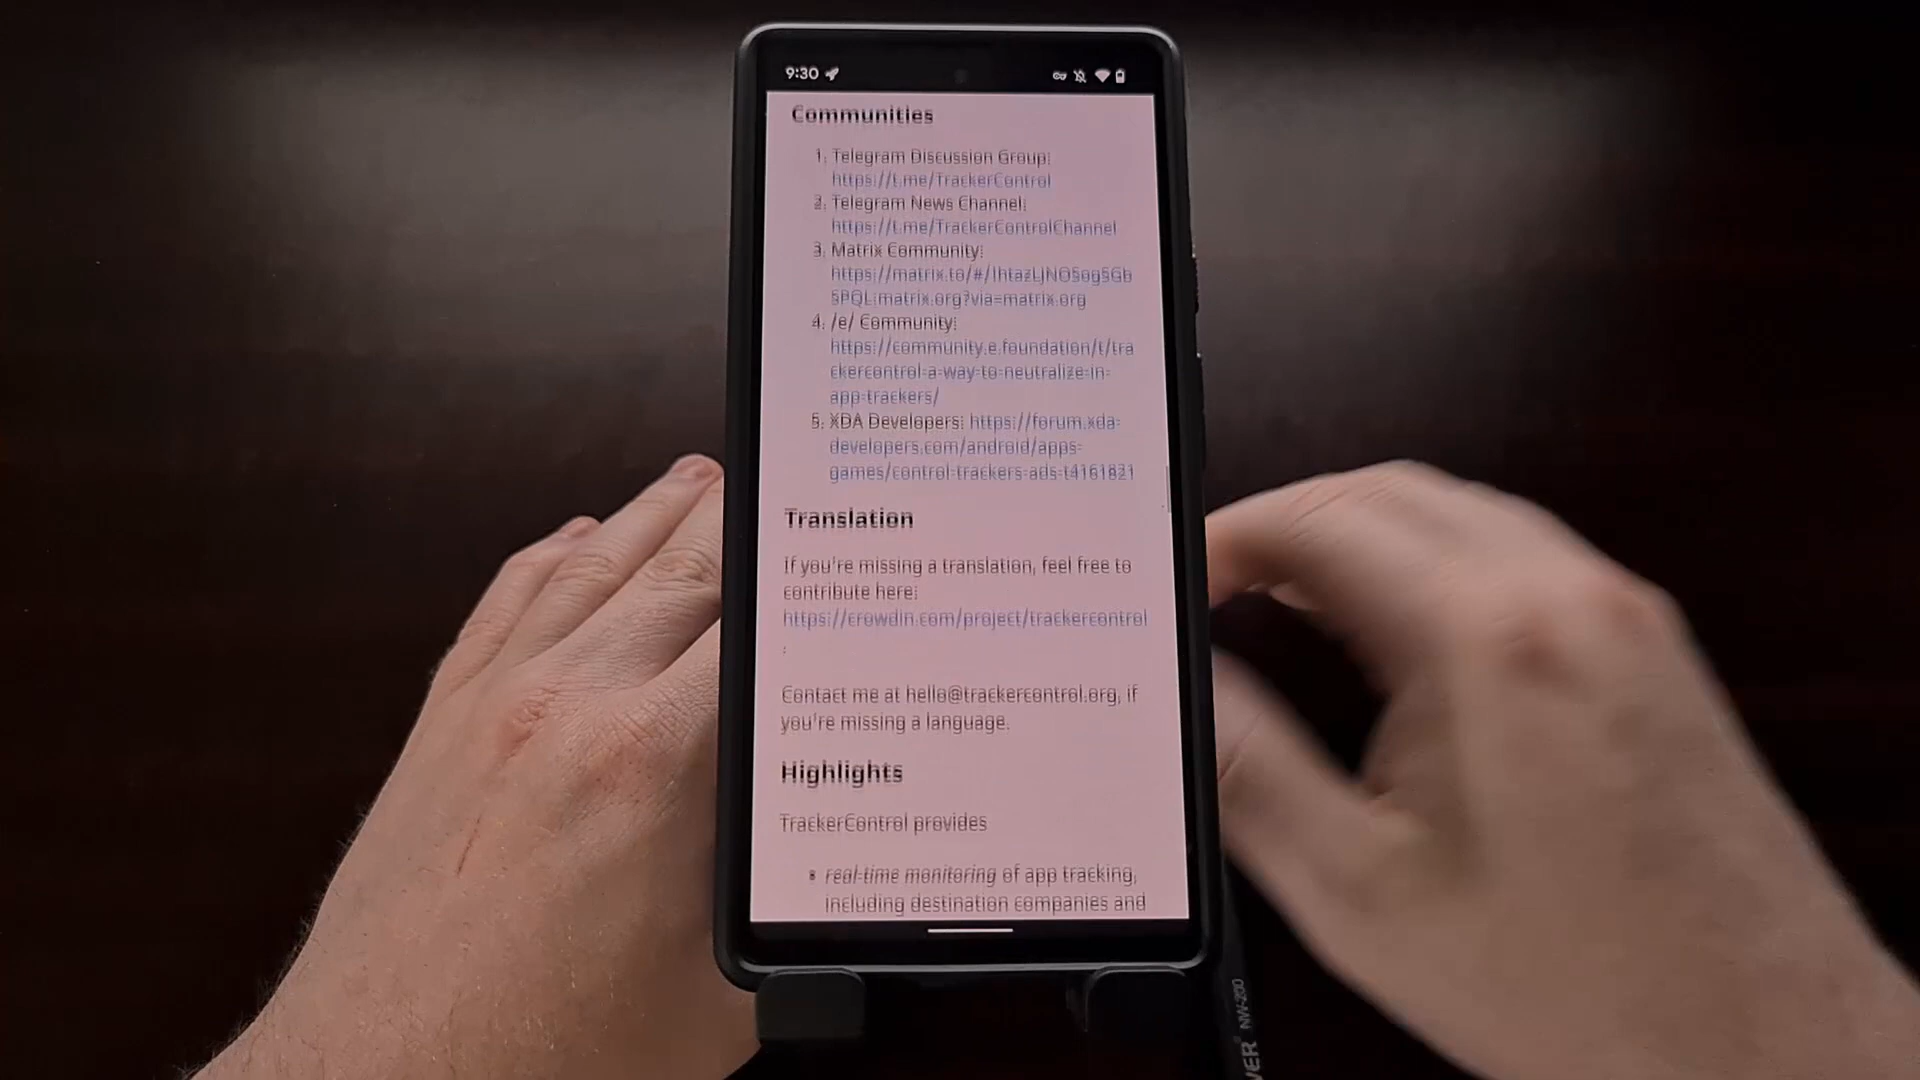 9:30
Communities
1. Telegram Discussion Group:
https://t.me/TrackerControl
2. Telegram News Channel:
https://t.me/TrackerControlChannel
3. Matrix Community:
https://matrix.to/#/
matrix.org?via=matrix.org
4. /e/ Community:
https://community.e.foundation/t/tra
ckercontrol-a-way-to-neutralize-in-
app-trackers/
5. XDA Developers: https://forum.xda-
developers.com/android/apps-
games/control-trackers-ads-t4161821
Translation
If you're missing a translation, feel free to
contribute here:
https://crowdin.com/project/trackercontrol
.
Contact me at hello@trackercontrol.org, if
you're missing a language.
Highlights
TrackerControl provides
• real-time monitoring of app tracking,
including destination companies and
VER® NW-200